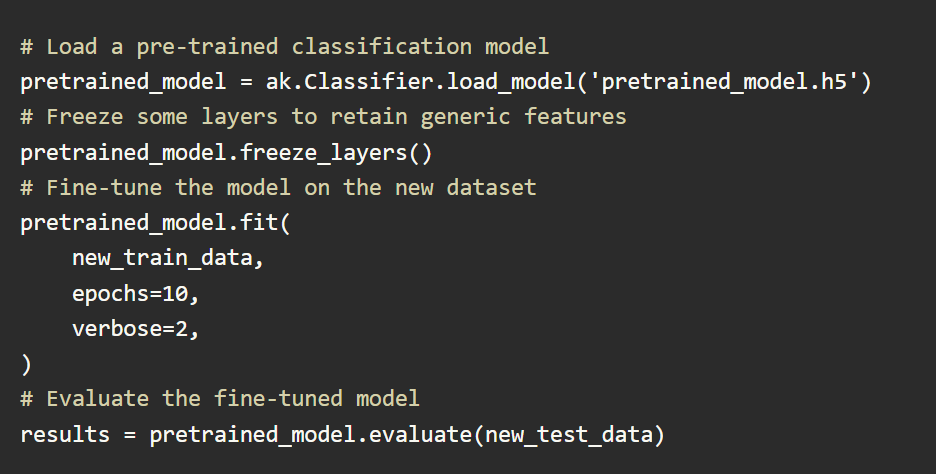 # Load a pre-trained classification model
pretrained_model = ak.Classifier.load_model('pretrained_model.h5')
# Freeze some layers to retain generic features
pretrained_model.freeze_layers()
# Fine-tune the model on the new dataset
pretrained_model.fit(
    new_train_data,
    epochs=10,
    verbose=2,
)
# Evaluate the fine-tuned model
results = pretrained_model.evaluate(new_test_data)